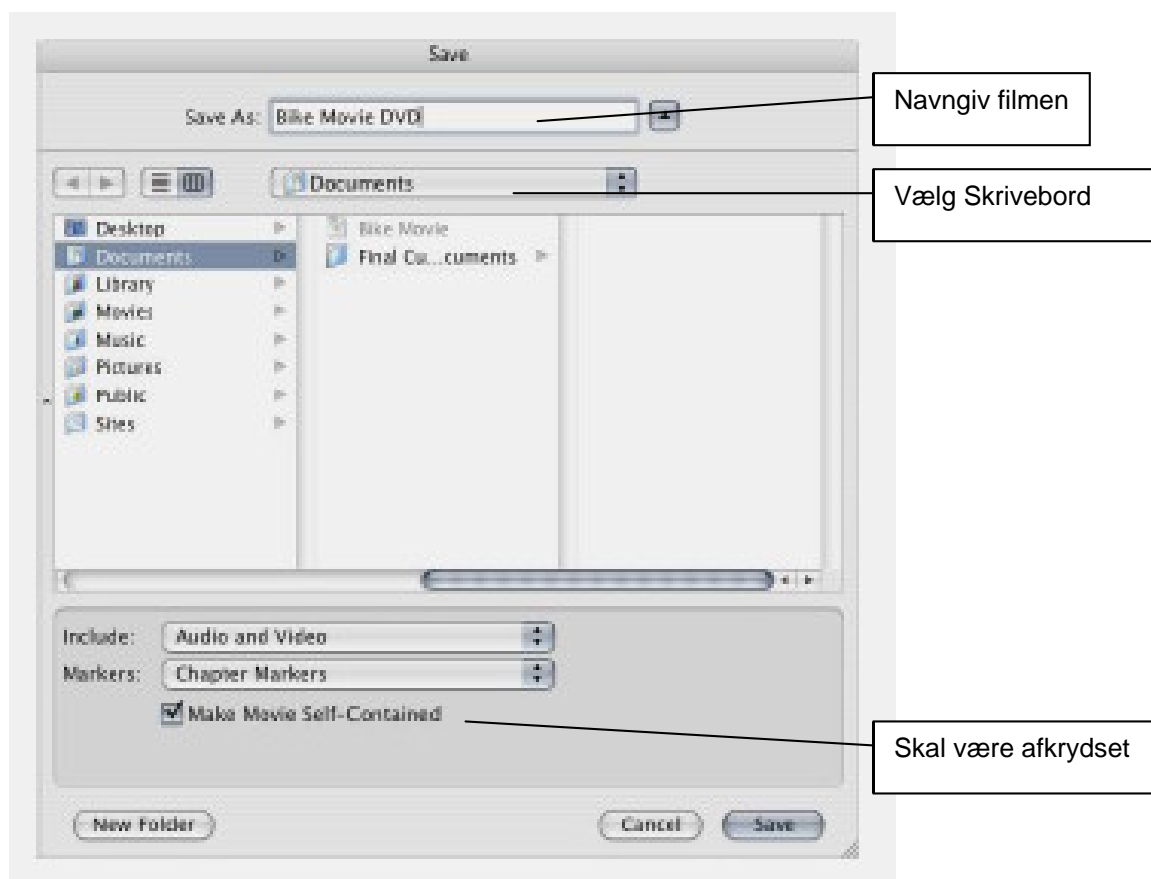 Save
Save As: Bike Movie DVD
Navngiv filmen
Documents
Vælg Skrivebord
Desktop
Documents
Library
Movies
Music
Pictures
Public
Sites
Bike Movie
Final Cu...cuments
Include: Audio and Video
Markers: Chapter Markers
Make Movie Self-Contained
Skal være afkrydset
New Folder
Cancel
Save